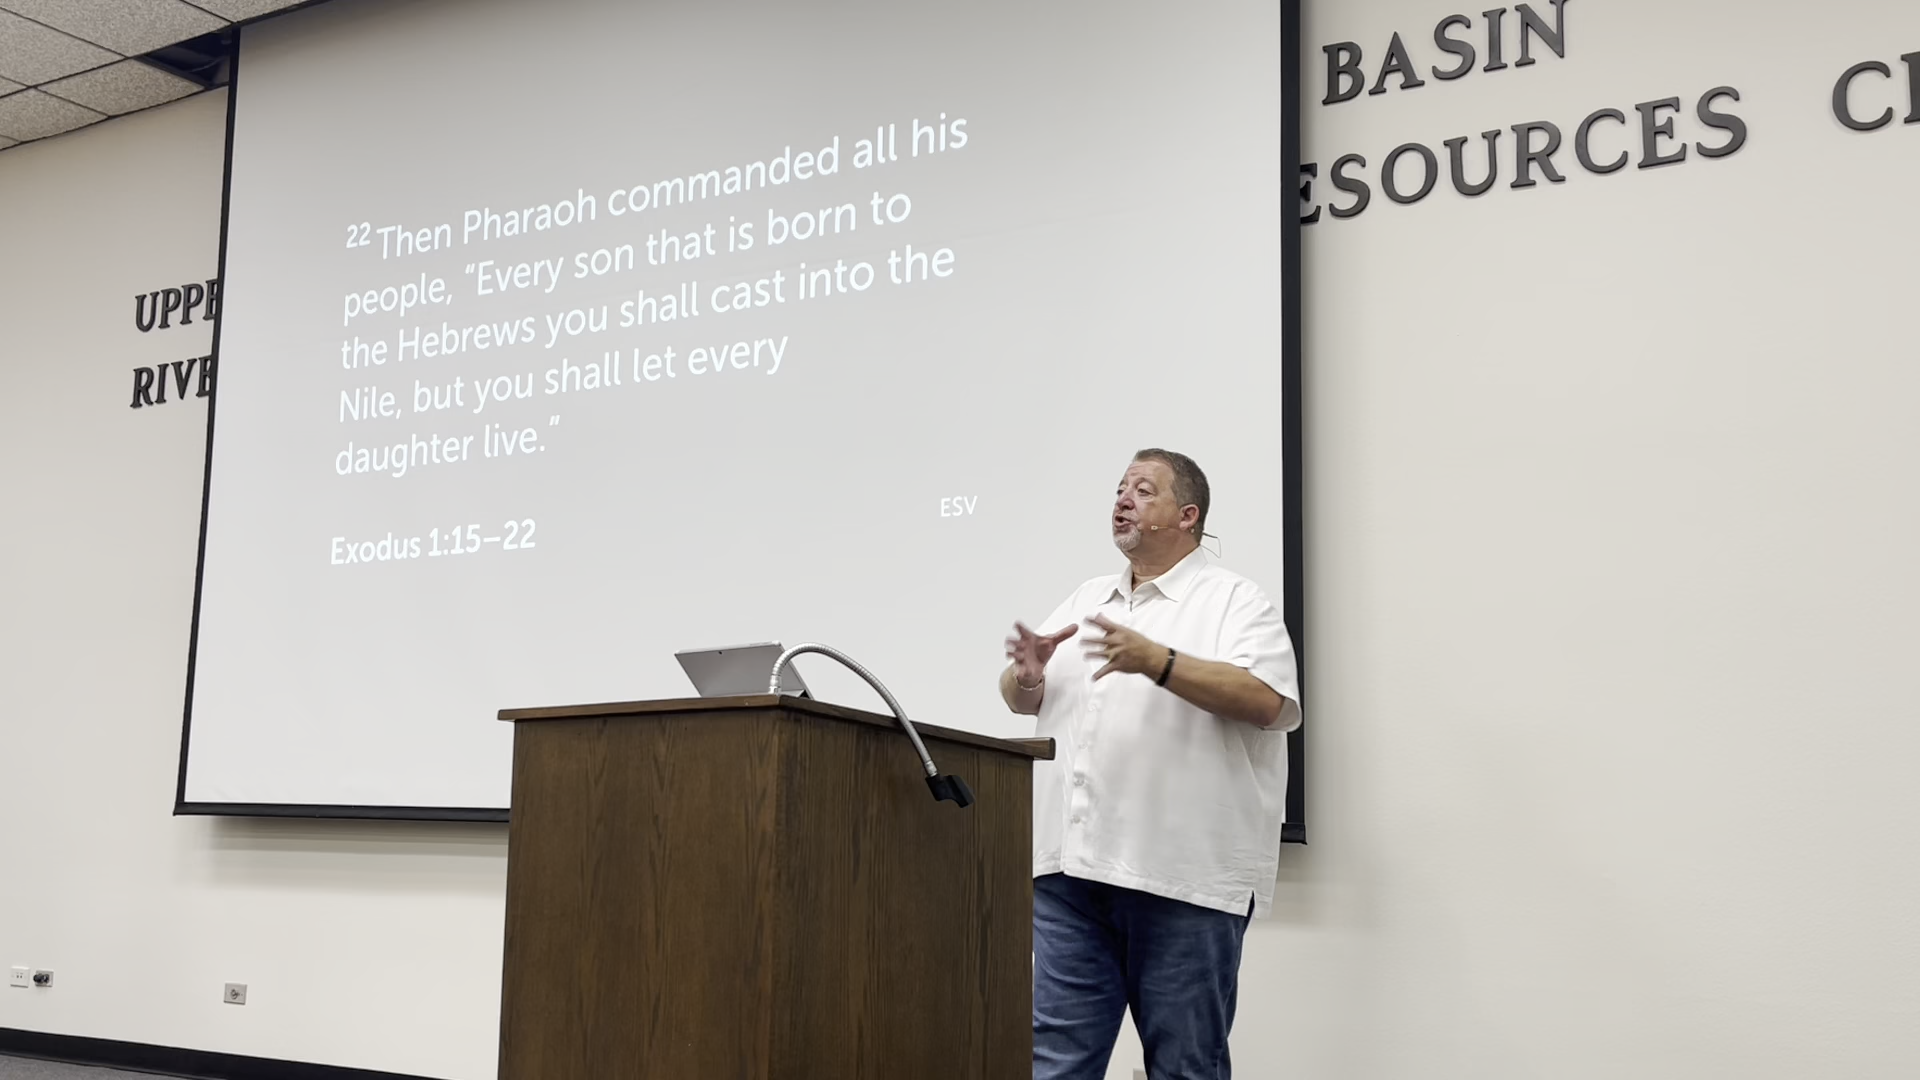 22 Then Pharaoh commanded all his
people, “Every son that is born to
the Hebrews you shall cast into the
Nile, but you shall let every
daughter live.”
ESV
Exodus 1:15–22
UPPE
RIVE
BASIN
ESOURCES CE